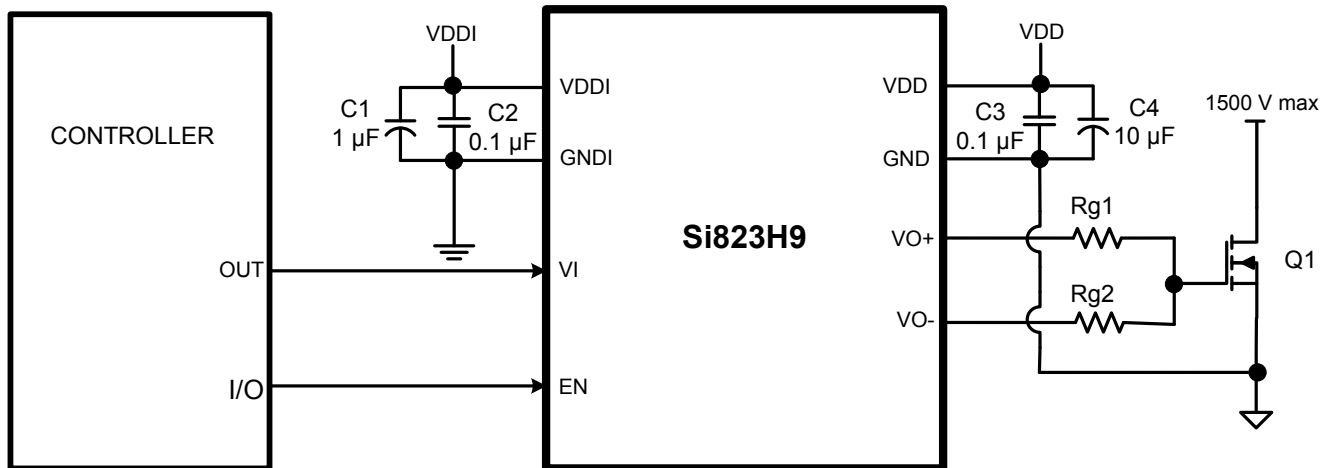 CONTROLLER
OUT
I/O
VDDI
C1
1 µF
C2
0.1 µF
VDDI
GNDI
VI
EN
Si823H9
VDD
GND
VO+
VO-
VDD
C3
0.1 µF
C4
10 µF
1500 V max
Rg1
Rg2
Q1